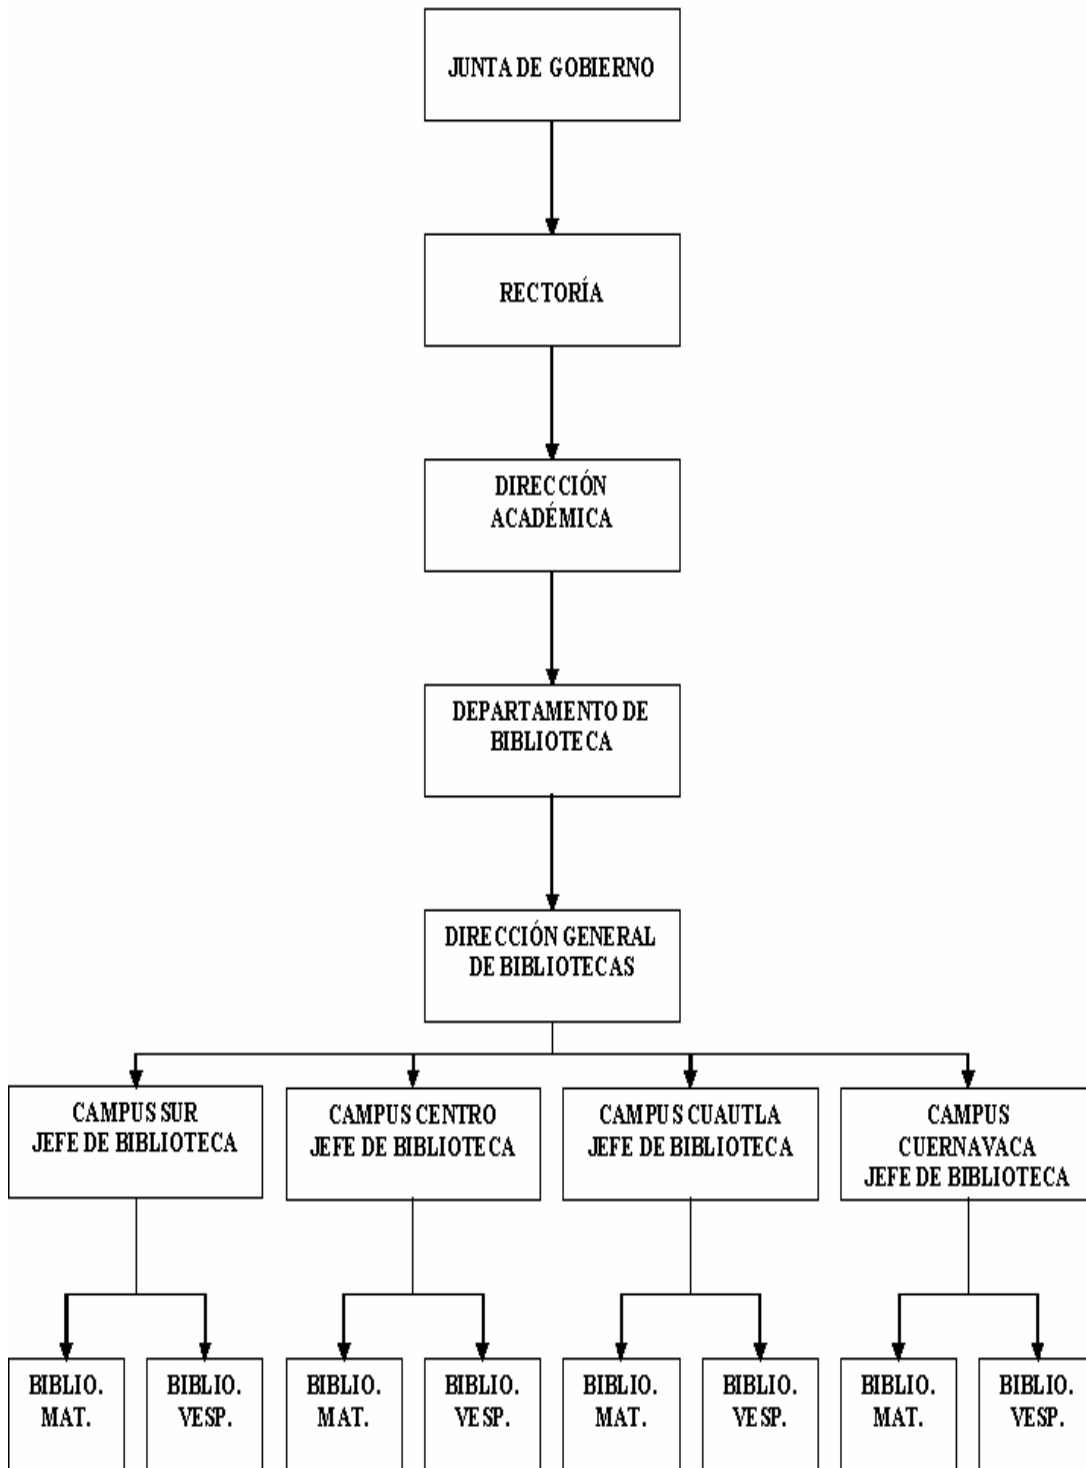 JUNTA DE GOBIERNO
RECTORÍA
DIRECCIÓN
ACADÉMICA
DEPARTAMENTO DE
BIBLIOTECA
DIRECCIÓN GENERAL
DE BIBLIOTECAS
CAMPUS SUR
JEFE DE BIBLIOTECA
CAMPUS CENTRO
JEFE DE BIBLIOTECA
CAMPUS CUAUTLA
JEFE DE BIBLIOTECA
CAMPUS
CUERNAVACA
JEFE DE BIBLIOTECA
BIBLIO.
MAT.
BIBLIO.
VESP.
BIBLIO.
MAT.
BIBLIO.
VESP.
BIBLIO.
MAT.
BIBLIO.
VESP.
BIBLIO.
MAT.
BIBLIO.
VESP.